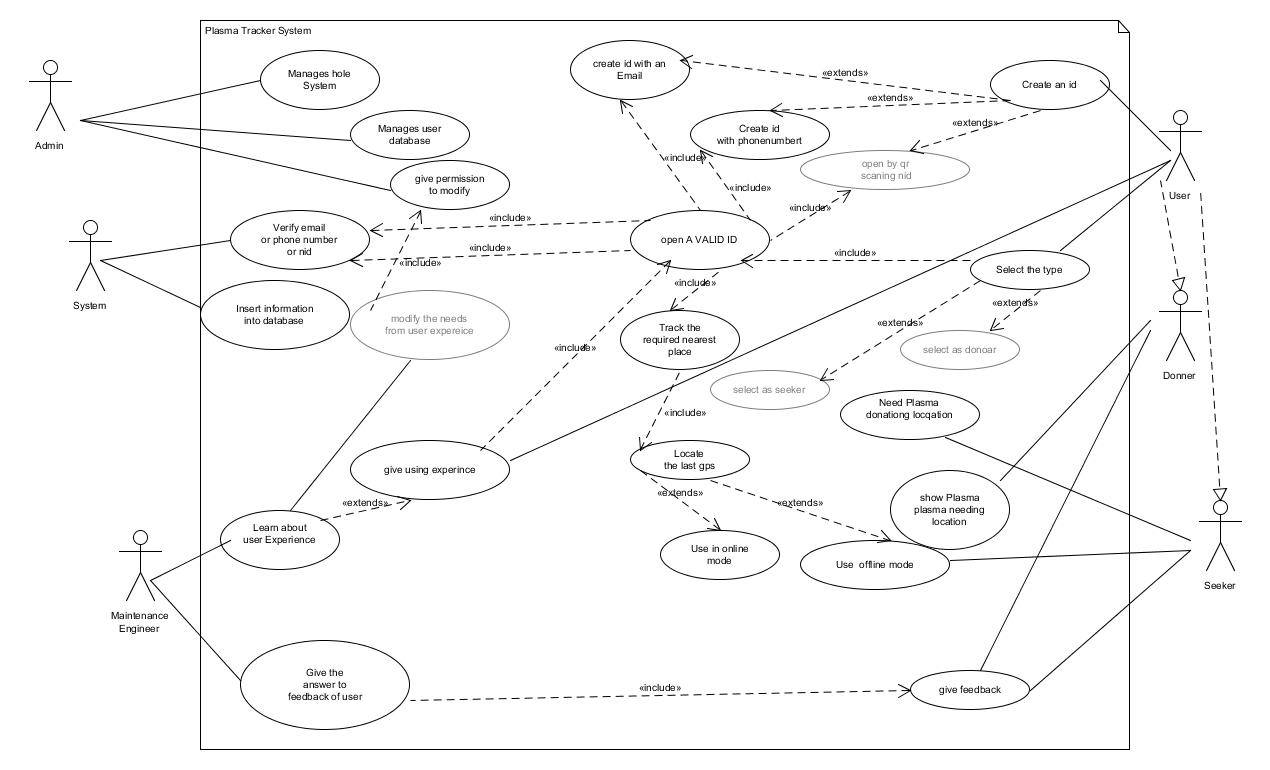 Plasma Tracker System
Manages hole
System
create id with an
Email
«extends»
Create an id
«extends»
Admin
Manages user
database
Create id
with phonenumbert
«extends»
give permission
to modify
«include»
open by qr
scaning nid
«include»
User
Verify email
or phone number
or nid
«include»
«include»
open A VALID ID
«include»
«include»
«include»
Select the type
System
«include»
Insert information
into database
modify the needs
from user expereice
«extends»
«extends»
Track the
required nearest
place
«include»
select as donoar
Donner
select as seeker
Need Plasma
donationg locqation
«include»
give using experince
Locate
the last gps
«extends»
«extends»
«extends»
show Plasma
plasma needing
location
Learn about
user Experience
Use in online
mode
Use offline mode
Seeker
Maintenance
Engineer
Give the
answer to
feedback of user
«include»
give feedback